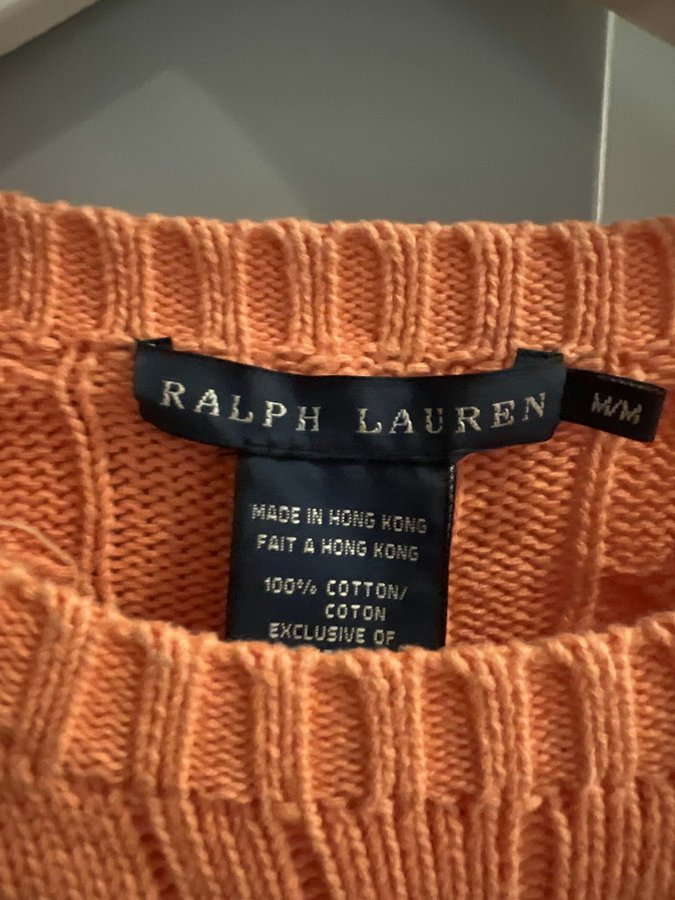 RALPH LAUREN
M/M
MADE IN HONG KONG
FAIT A HONG KONG
100% COTTON/
COTON
EXCLUSIVE OF